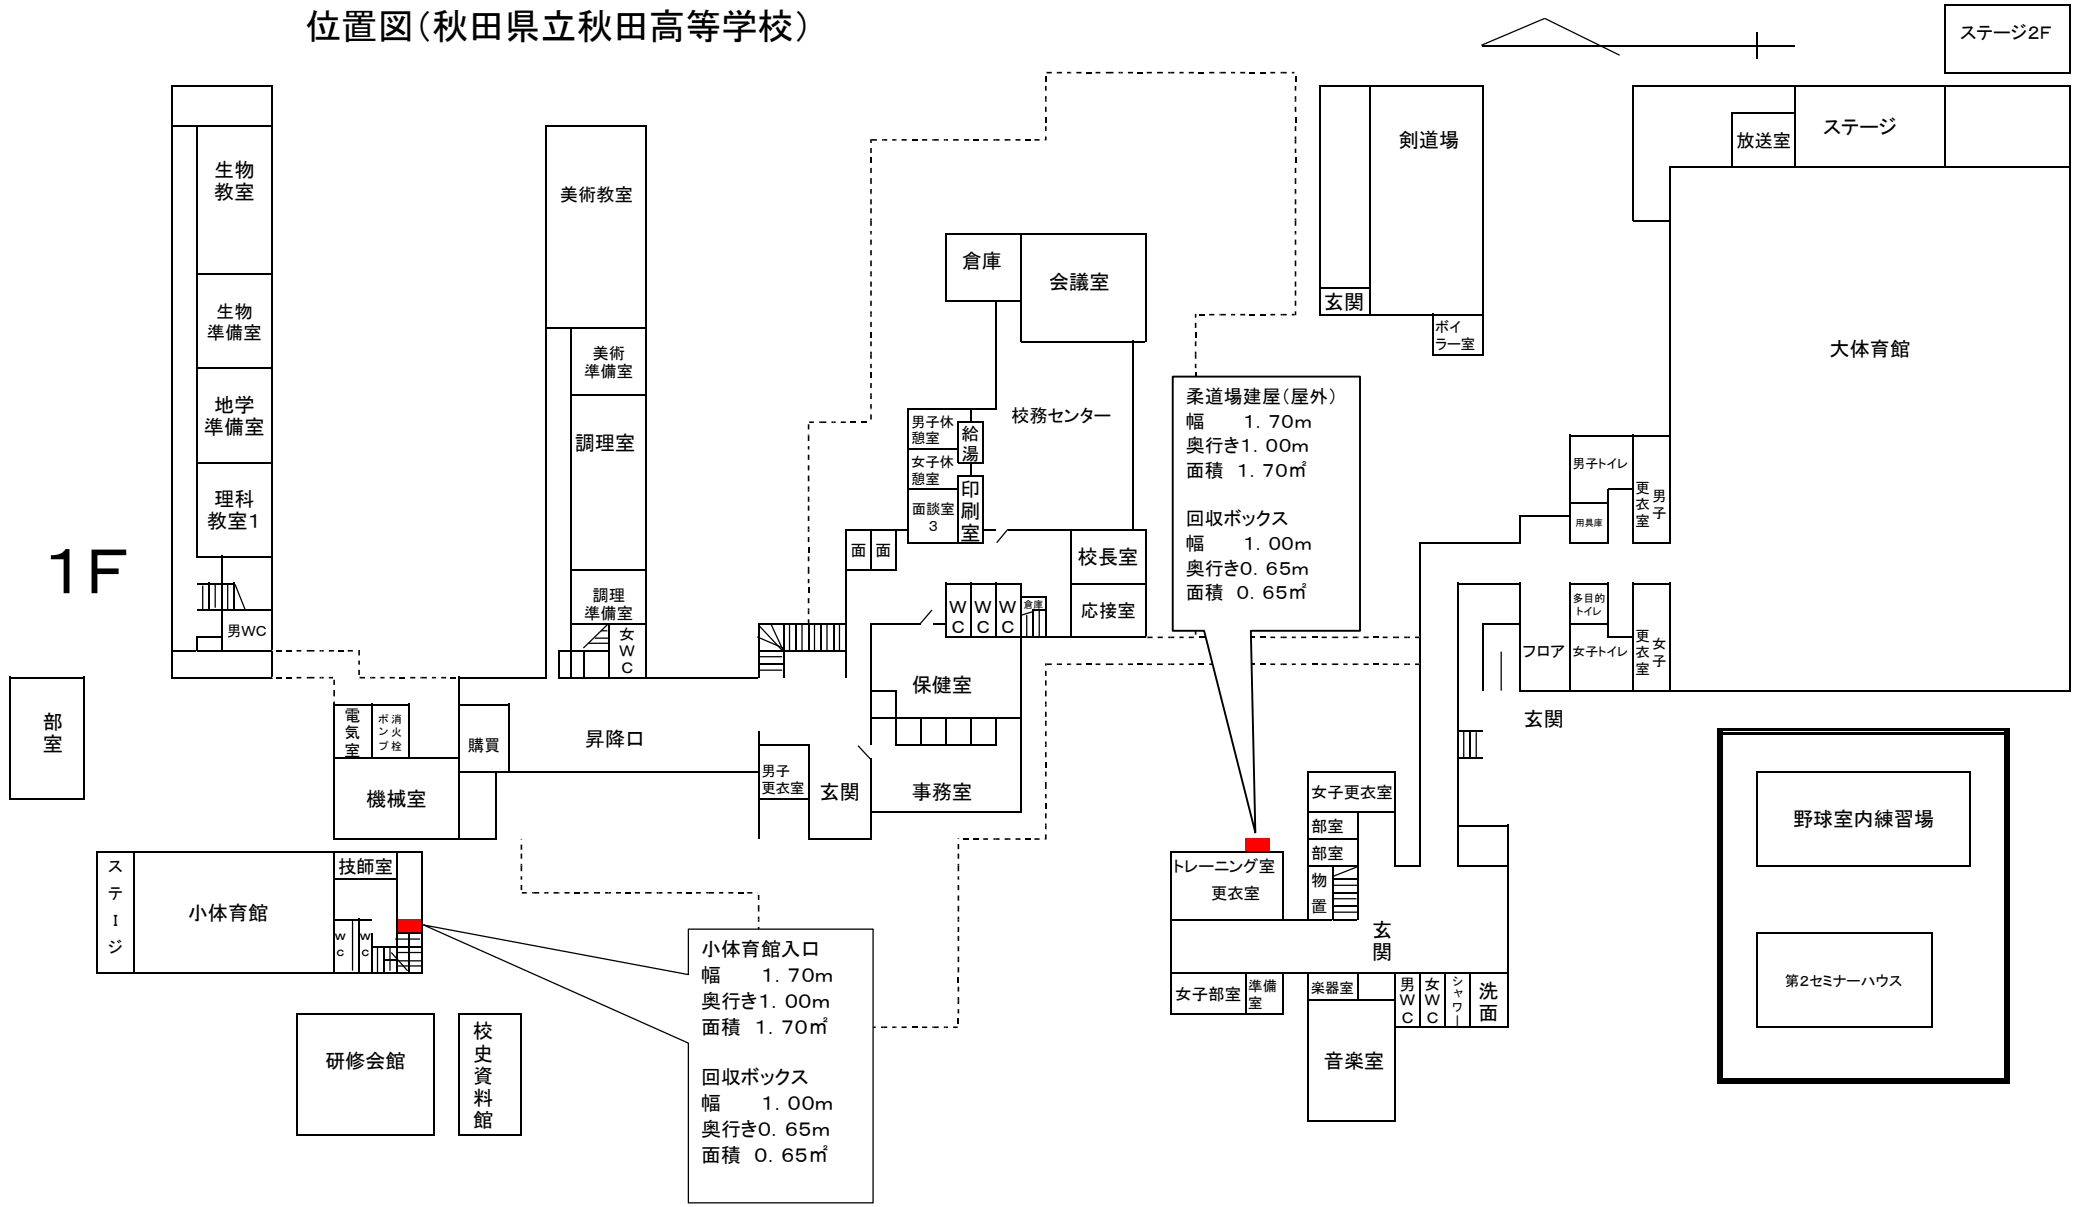 位置図（秋田県立秋田高等学校）
ステージ2F
生物
教室
生物
準備室
地学
準備室
理科
教室1
男WC
1F
部室
美術教室
美術
準備室
調理室
調理
準備室
女WC
倉庫
会議室
校務センター
男子休
憩室
給湯
女子休
憩室
面談室
3
印刷室
面
面
校長室
応接室
WC
WC
WC
倉庫
保健室
事務室
玄関
男子
更衣室
昇降口
購買
電気室
消火栓
ポンプ
機械室
ステージ
小体育館
技師室
WC
WC
研修会館
校史資料館
小体育館入口
幅　　1．70m
奥行き1．00m
面積　1．70㎡
回収ボックス
幅　　1．00m
奥行き0．65m
面積　0．65㎡
剣道場
玄関
ボイ
ラー室
柔道場建屋（屋外）
幅　　1．70m
奥行き1．00m
面積　1．70㎡
回収ボックス
幅　　1．00m
奥行き0．65m
面積　0．65㎡
放送室
ステージ
大体育館
男子トイレ
用具庫
男子
更衣室
フロア
多目的
トイレ
女子トイレ
女子
更衣室
玄関
女子更衣室
部室
部室
物置
トレーニング室
更衣室
玄関
女子部室
準備
室
楽器室
音楽室
男WC
女WC
シャワー
洗面
野球室内練習場
第2セミナーハウス